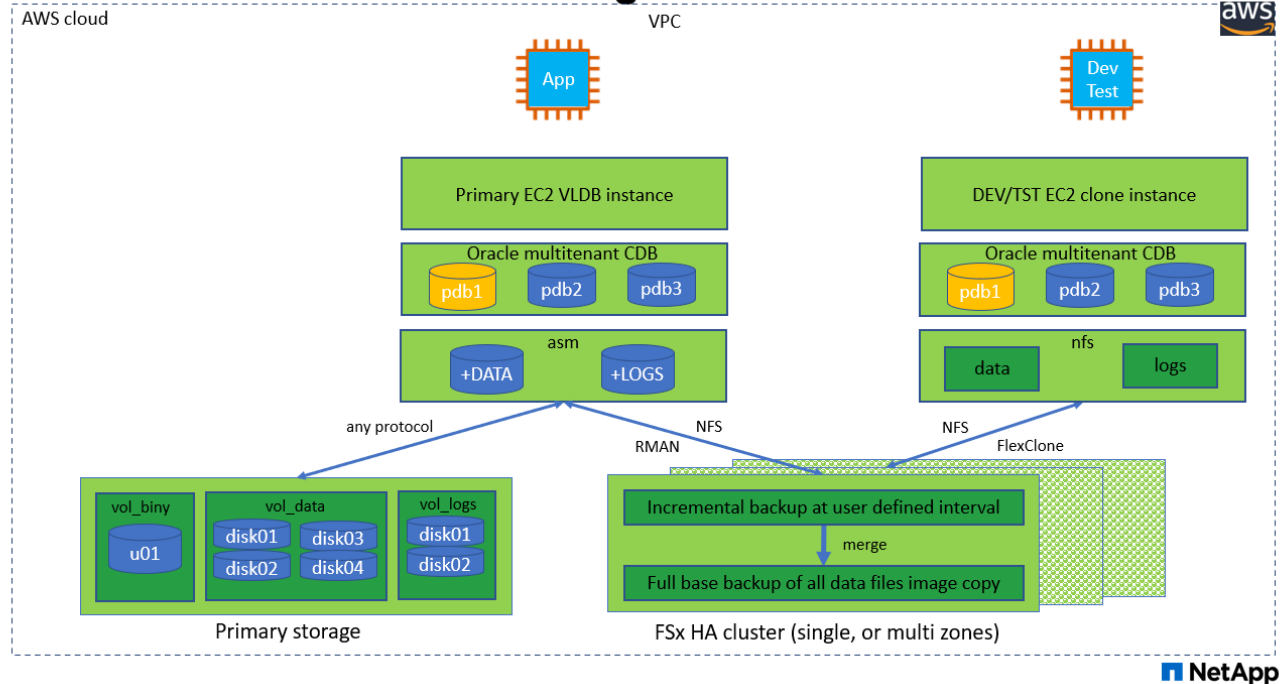 AWS cloud
VPC
aws
App
Dev
Test
Primary EC2 VLDB instance
DEV/TST EC2 clone instance
Oracle multitenant CDB
pdb1
pdb2
pdb3
Oracle multitenant CDB
pdb1
pdb2
pdb3
asm
+DATA
+LOGS
nfs
data
logs
any protocol
NFS
RMAN
NFS
FlexClone
vol_biny
u01
vol_data
disk01
disk03
disk02
disk04
vol_logs
disk01
disk02
Incremental backup at user defined interval
merge
Full base backup of all data files image copy
Primary storage
FSx HA cluster (single, or multi zones)
NetApp